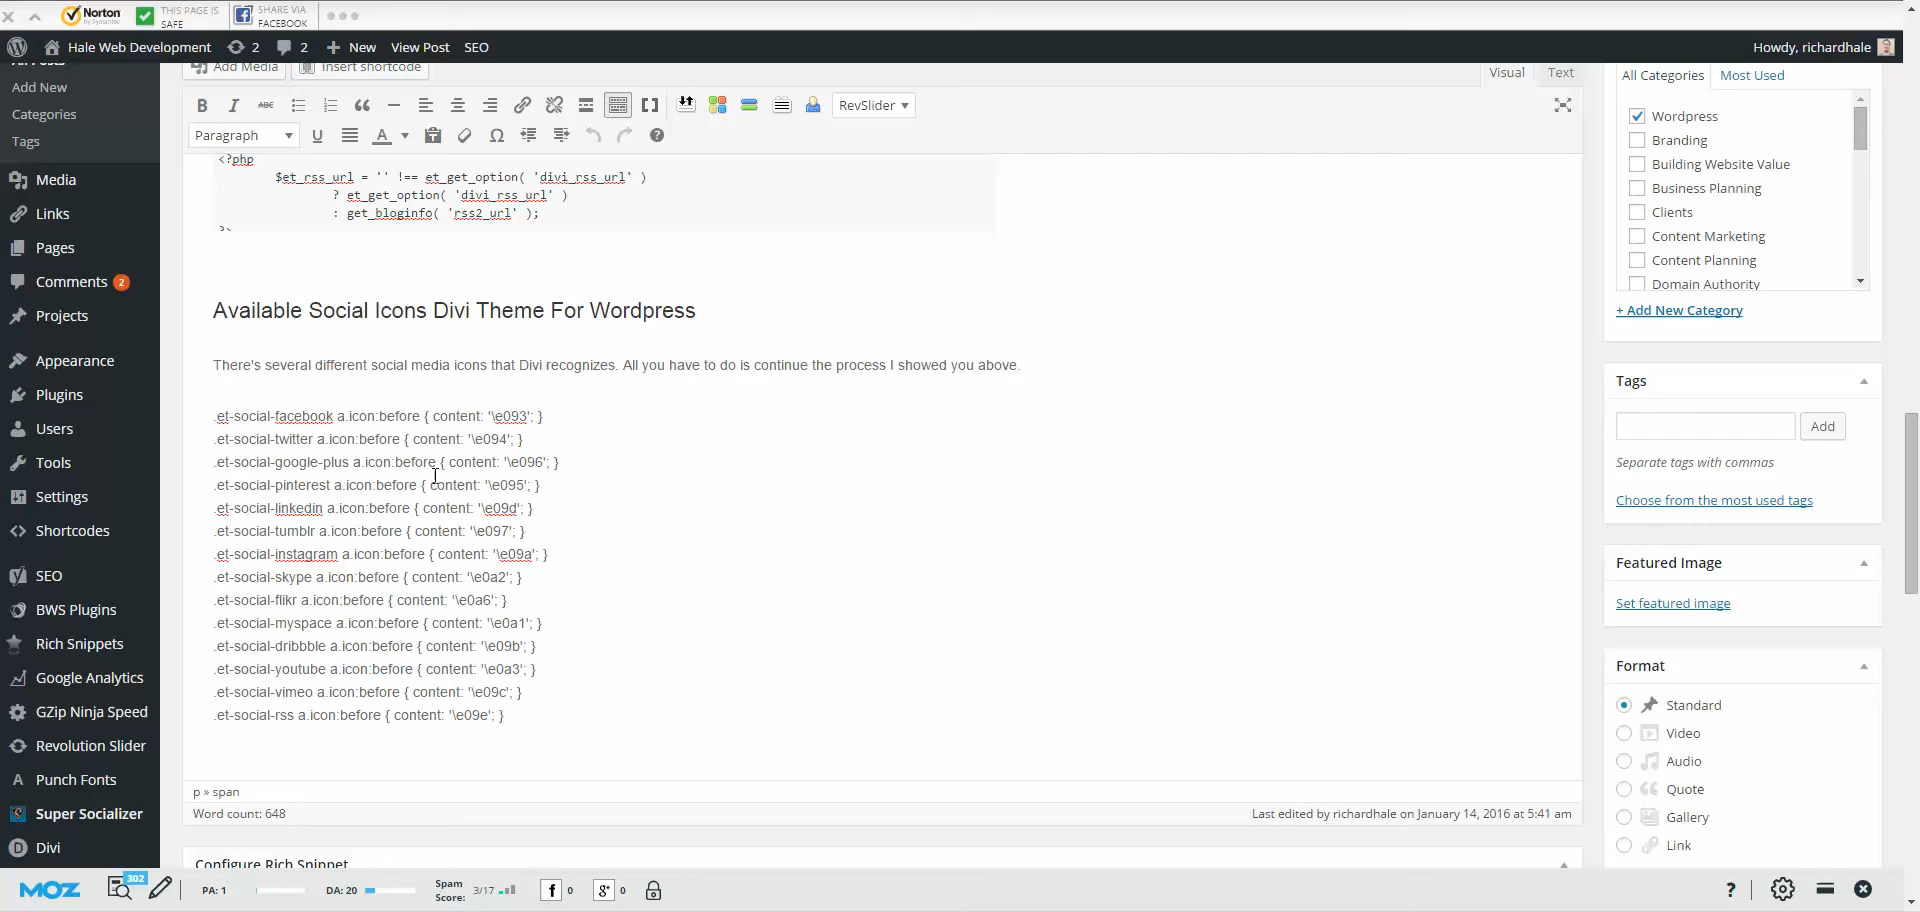 Norton
by Symantec
THIS PAGE IS
SAFE
SHARE VIA
FACEBOOK
Hale Web Development
2
2
New
View Post
SEO
Howdy, richardhale
All Posts
Add New
Categories
Tags
Media
Links
Pages
Comments 2
Projects
Appearance
Plugins
Users
Tools
Settings
Shortcodes
SEO
BWS Plugins
Rich Snippets
Google Analytics
GZip Ninja Speed
Revolution Slider
Punch Fonts
Super Socializer
Divi
Add Media
Insert shortcode
Visual
Text
B I ABC
RevSlider
Paragraph
U A Ω
<?php
$et_rss_url = '' !== et_get_option( 'divi_rss_url' )
? et_get_option( 'divi_rss_url' )
: get_bloginfo( 'rss2_url' );
?>
Available Social Icons Divi Theme For Wordpress
There's several different social media icons that Divi recognizes. All you have to do is continue the process I showed you above.
.et-social-facebook a.icon:before { content: '\e093'; }
.et-social-twitter a.icon:before { content: '\e094'; }
.et-social-google-plus a.icon:before { content: '\e096'; }
.et-social-pinterest a.icon:before { content: '\e095'; }
.et-social-linkedin a.icon:before { content: '\e09d'; }
.et-social-tumblr a.icon:before { content: '\e097'; }
.et-social-instagram a.icon:before { content: '\e09a'; }
.et-social-skype a.icon:before { content: '\e0a2'; }
.et-social-flikr a.icon:before { content: '\e0a6'; }
.et-social-myspace a.icon:before { content: '\e0a1'; }
.et-social-dribbble a.icon:before { content: '\e09b'; }
.et-social-youtube a.icon:before { content: '\e0a3'; }
.et-social-vimeo a.icon:before { content: '\e09c'; }
.et-social-rss a.icon:before { content: '\e09e'; }
p » span
Word count: 648
Last edited by richardhale on January 14, 2016 at 5:41 am
Configure Rich Snippet
All Categories
Most Used
Wordpress
Branding
Building Website Value
Business Planning
Clients
Content Marketing
Content Planning
Domain Authority
+ Add New Category
Tags
Add
Separate tags with commas
Choose from the most used tags
Featured Image
Set featured image
Format
Standard
Video
Audio
Quote
Gallery
Link
MOZ
302
PA: 1
DA: 20
Spam
Score:
3/17
f 0
g+ 0
?